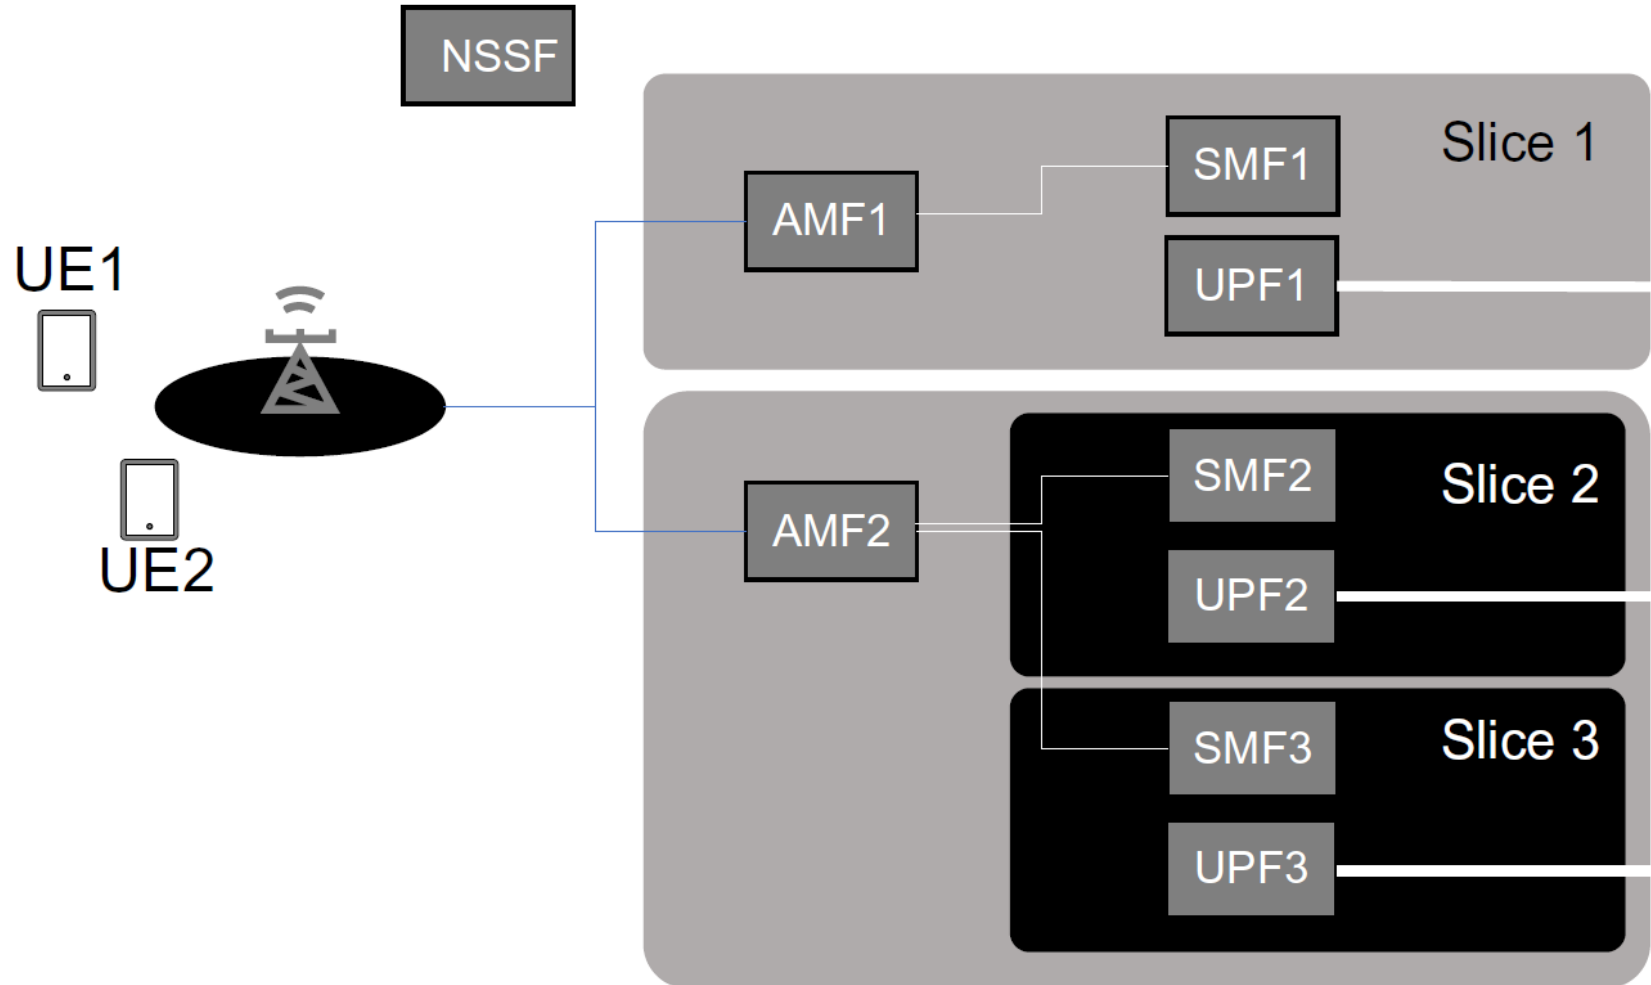 NSSF
Slice 1
SMF1
AMF1
UPF1
UE1
UE2
Slice 2
SMF2
AMF2
UPF2
Slice 3
SMF3
UPF3